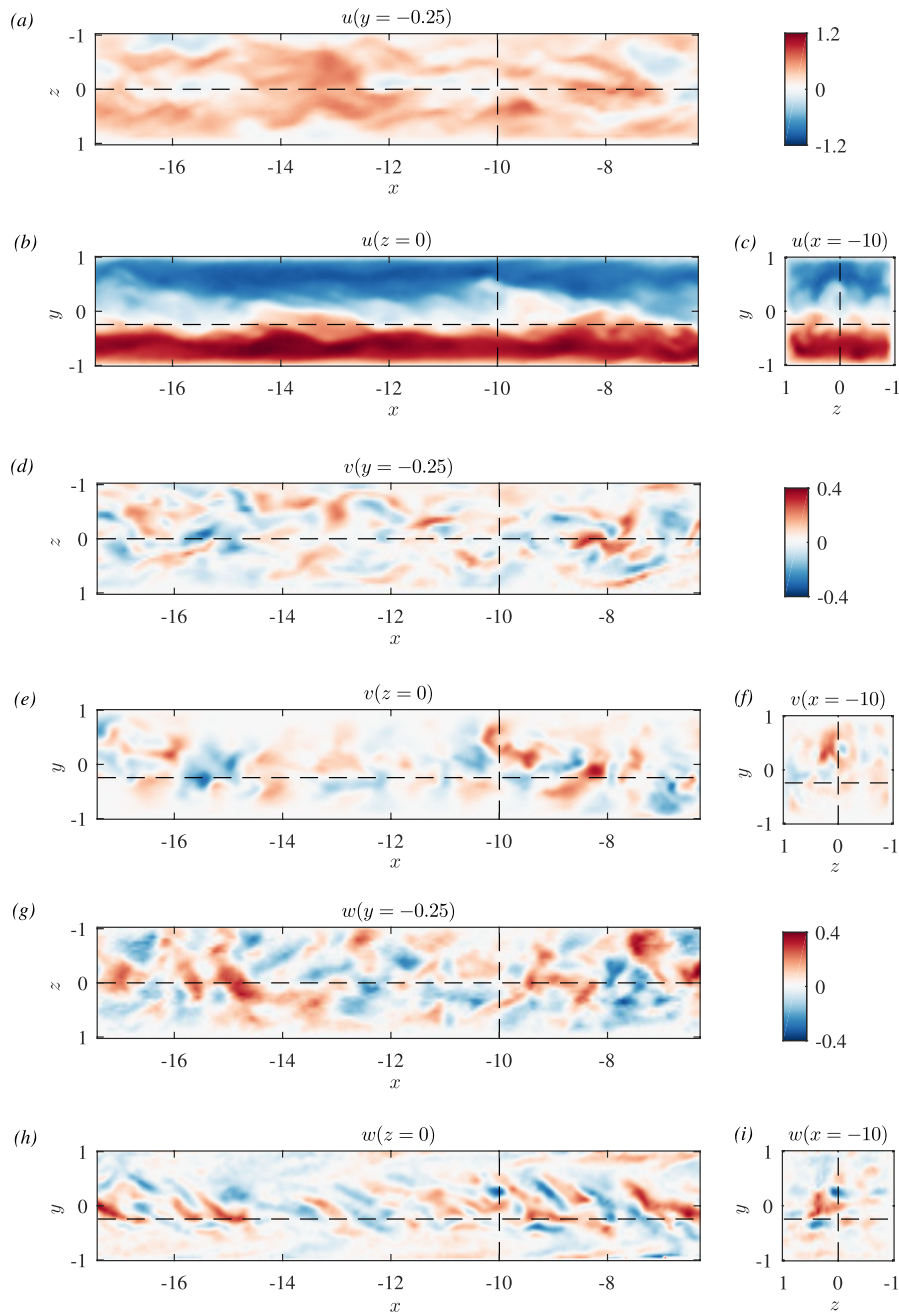 (a)
u(y = −0.25)
-1
0
1
z
-16
-14
-12
-10
-8
x
1.2
0
-1.2
(b)
u(z = 0)
1
0
-1
y
-16
-14
-12
-10
-8
x
(c)
u(x = −10)
1
0
-1
y
1
0
-1
z
(d)
v(y = −0.25)
-1
0
1
z
-16
-14
-12
-10
-8
x
0.4
0
-0.4
(e)
v(z = 0)
1
0
-1
y
-16
-14
-12
-10
-8
x
(f)
v(x = −10)
1
0
-1
y
1
0
-1
z
(g)
w(y = −0.25)
-1
0
1
z
-16
-14
-12
-10
-8
x
0.4
0
-0.4
(h)
w(z = 0)
1
0
-1
y
-16
-14
-12
-10
-8
x
(i)
w(x = −10)
1
0
-1
y
1
0
-1
z